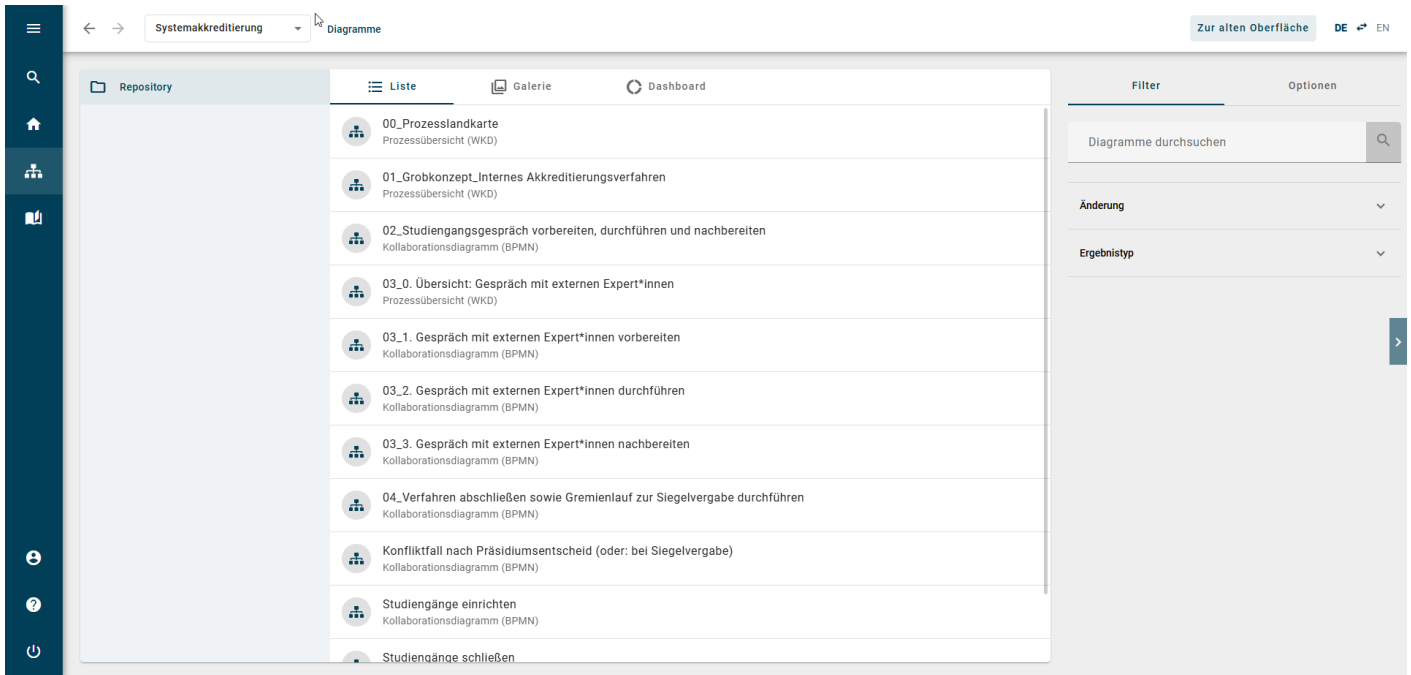 Systemakkreditierung
Diagramme
Zur alten Oberfläche
DE
EN
Repository
Liste
Galerie
Dashboard
00_Prozesslandkarte
Prozessübersicht (WKD)
01_Grobkonzept_Internes Akkreditierungsverfahren
Prozessübersicht (WKD)
02_Studiengangsgespräch vorbereiten, durchführen und nachbereiten
Kollaborationsdiagramm (BPMN)
03_0. Übersicht: Gespräch mit externen Expert*innen
Prozessübersicht (WKD)
03_1. Gespräch mit externen Expert*innen vorbereiten
Kollaborationsdiagramm (BPMN)
03_2. Gespräch mit externen Expert*innen durchführen
Kollaborationsdiagramm (BPMN)
03_3. Gespräch mit externen Expert*innen nachbereiten
Kollaborationsdiagramm (BPMN)
04_Verfahren abschließen sowie Gremienlauf zur Siegelvergabe durchführen
Kollaborationsdiagramm (BPMN)
Konfliktfall nach Präsidiumsentscheid (oder: bei Siegelvergabe)
Kollaborationsdiagramm (BPMN)
Studiengänge einrichten
Kollaborationsdiagramm (BPMN)
Studiengänge schließen
Filter
Optionen
Diagramme durchsuchen
Änderung
Ergebnistyp